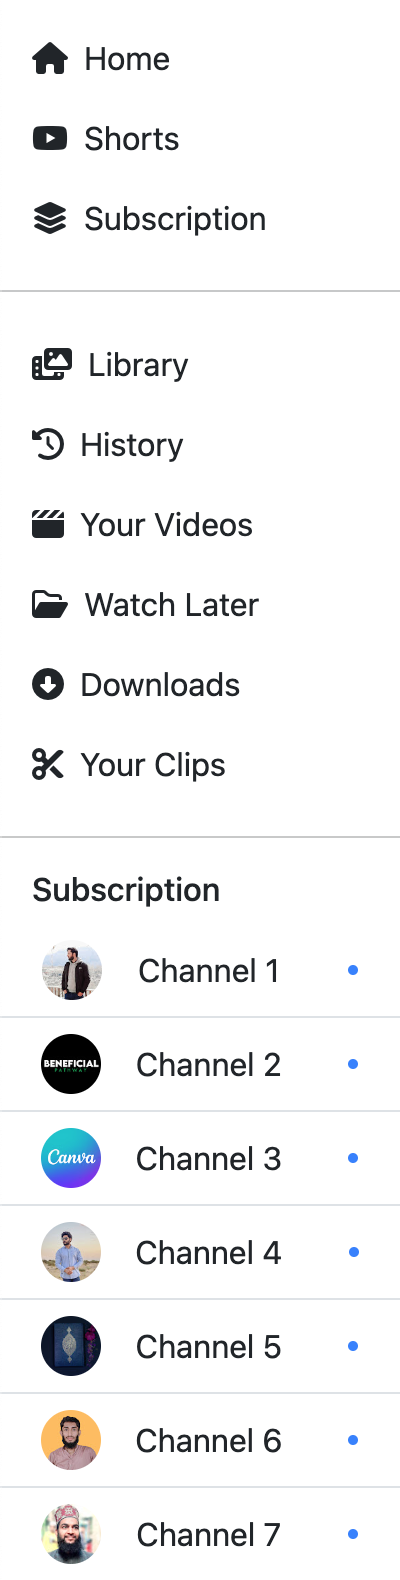 Home
Shorts
Subscription
Library
History
Your Videos
Watch Later
Downloads
Your Clips
Subscription
Channel 1
BENEFICIAL
PATHWAY
Channel 2
Canva
Channel 3
Channel 4
Channel 5
Channel 6
Channel 7